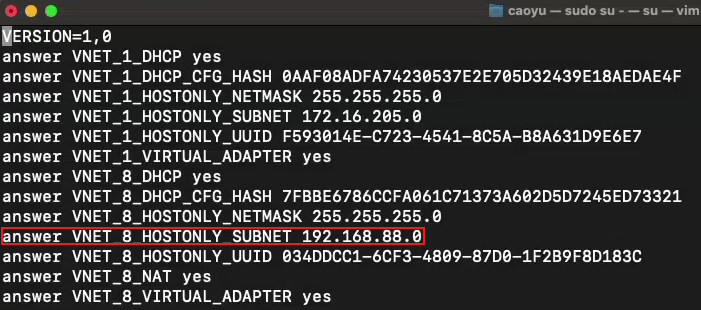 caoyu — sudo su - — su — vim
VERSION=1,0
answer VNET_1_DHCP yes
answer VNET_1_DHCP_CFG_HASH 0AAF08ADFA74230537E2E705D32439E18AEDAE4F
answer VNET_1_HOSTONLY_NETMASK 255.255.255.0
answer VNET_1_HOSTONLY_SUBNET 172.16.205.0
answer VNET_1_HOSTONLY_UUID F593014E-C723-4541-8C5A-B8A631D9E6E7
answer VNET_1_VIRTUAL_ADAPTER yes
answer VNET_8_DHCP yes
answer VNET_8_DHCP_CFG_HASH 7FBBE6786CCFA061C71373A602D5D7245ED73321
answer VNET_8_HOSTONLY_NETMASK 255.255.255.0
answer VNET_8_HOSTONLY_SUBNET 192.168.88.0
answer VNET_8_HOSTONLY_UUID 034DDCC1-6CF3-4809-87D0-1F2B9F8D183C
answer VNET_8_NAT yes
answer VNET_8_VIRTUAL_ADAPTER yes